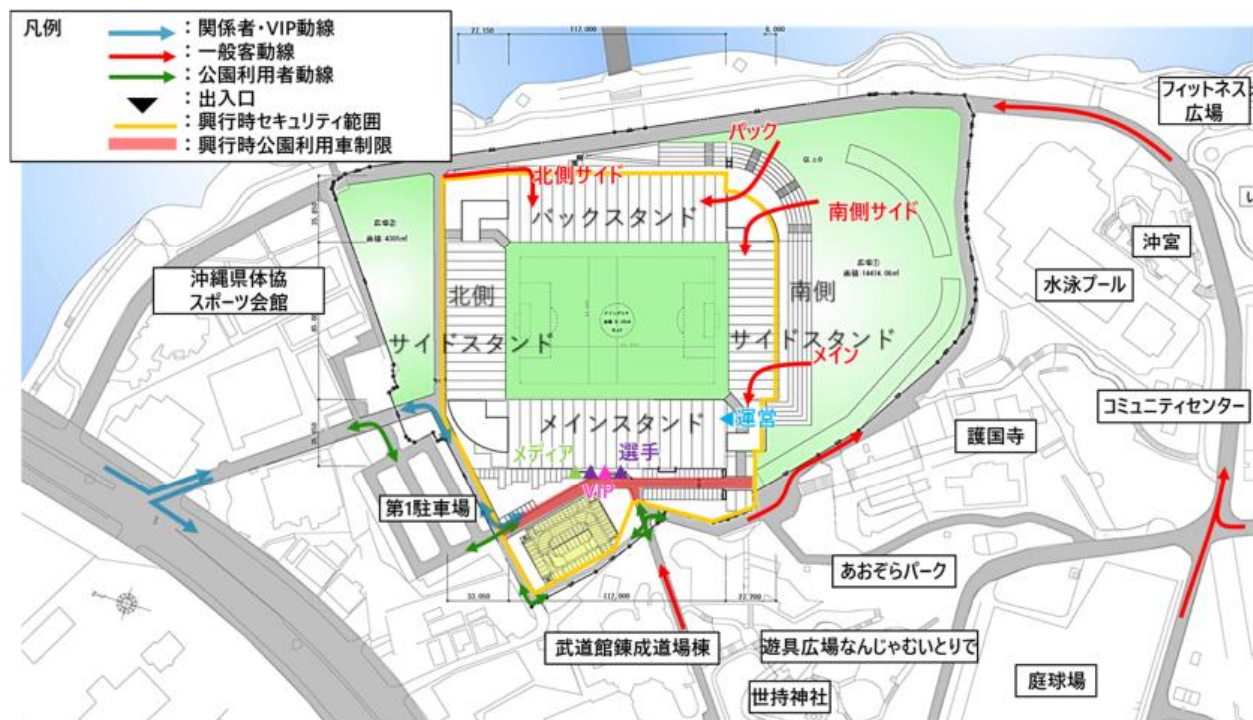 凡例
：関係者・VIP動線
：一般客動線
：公園利用者動線
：出入口
：興行時セキュリティ範囲
：興行時公園利用車制限
112,000
フィットネス
広場
バック
北側サイド
バックスタンド
南側サイド
沖宮
沖縄県体協
スポーツ会館
北側
南側
水泳プール
サイドスタンド
サイドスタンド
メイン
メインスタンド
運営
コミュニティセンター
護国寺
メディア
選手
VIP
第1駐車場
あおぞらパーク
33,050
112,000
22,200
武道館錬成道場棟
遊具広場なんじゃむいとりで
世持神社
庭球場